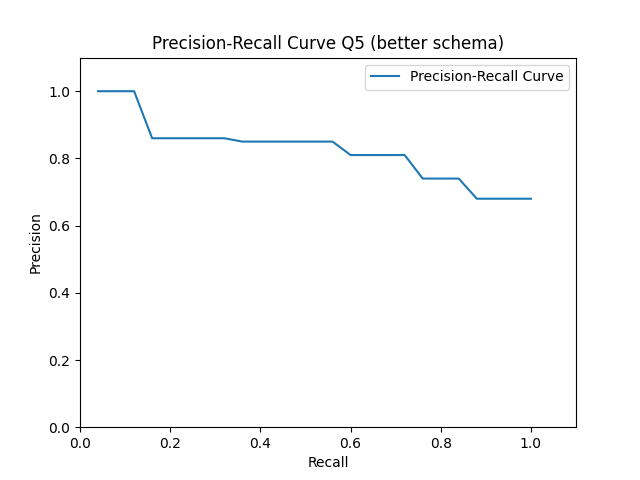 Precision-Recall Curve Q5 (better schema)
Precision-Recall Curve
1.0
0.8
0.6
0.4
0.2
0.0
Precision
0.0 0.2 0.4 0.6 0.8 1.0
Recall